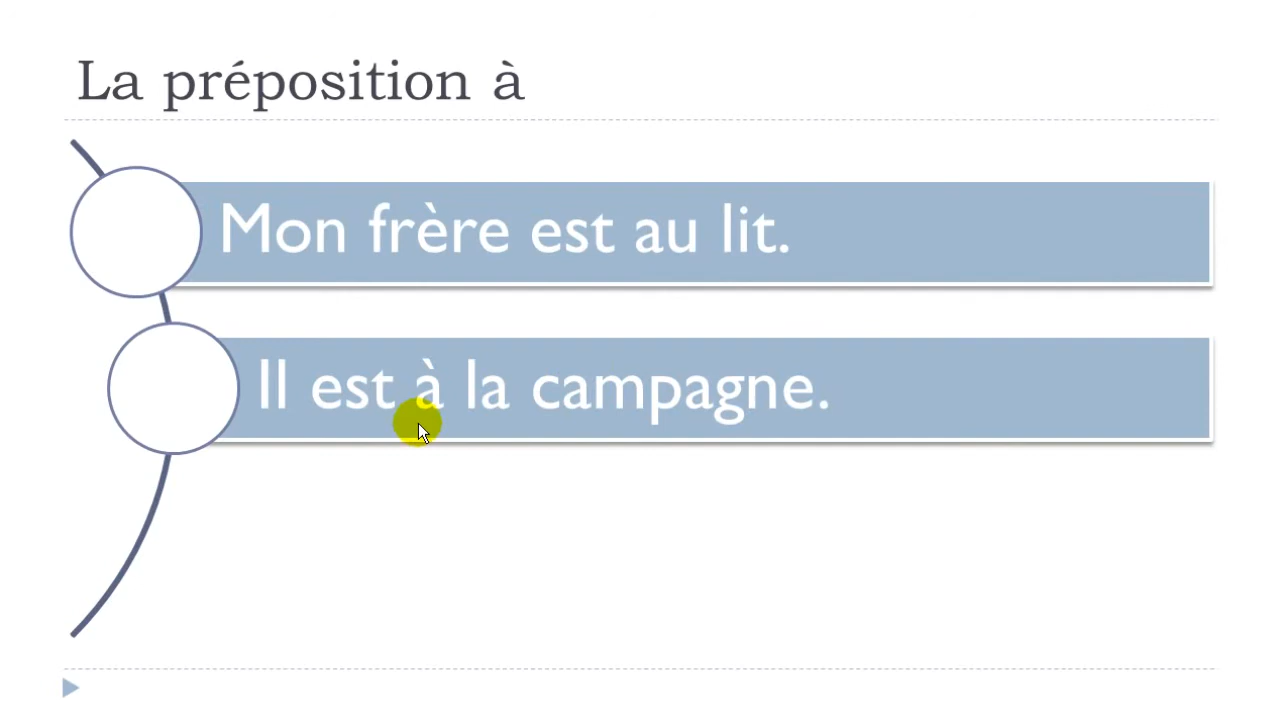 La préposition à
Mon frère est au lit.
Il est à la campagne.